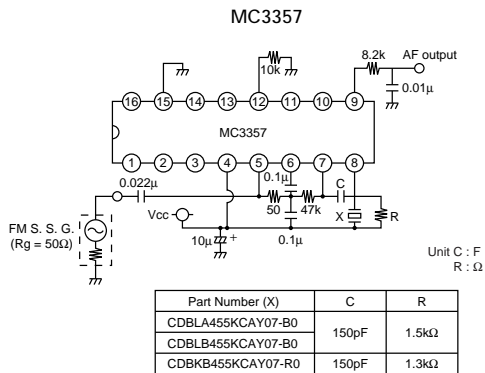 MC3357
8.2k AF output
10k
0.01μ
16 15 14 13 12 11 10 9
MC3357
1 2 3 4 5 6 7 8
0.1μ
0.022μ
C
50 47k
X R
Vcc
FM S. S. G.
(Rg = 50Ω)
10μ +
0.1μ
Unit C : F
R : Ω
Part Number (X) C R
CDBLA455KCAY07-B0
150pF 1.5kΩ
CDBLB455KCAY07-B0
CDBKB455KCAY07-R0 150pF 1.3kΩ